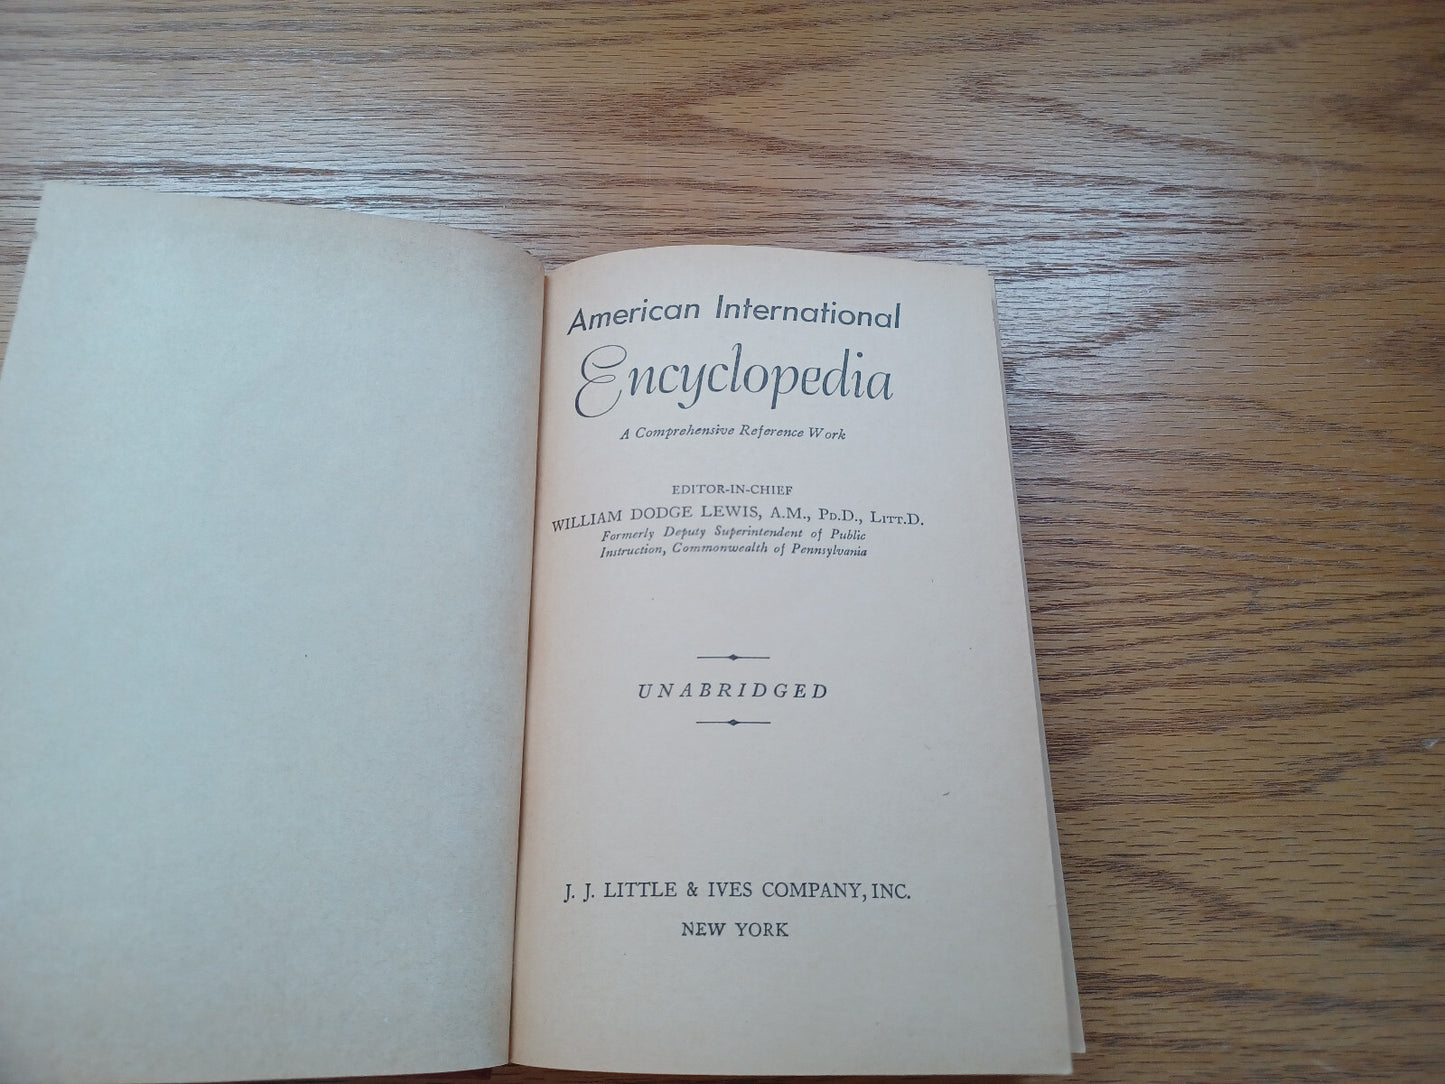 American International
Encyclopedia
A Comprehensive Reference Work
EDITOR-IN-CHIEF
WILLIAM DODGE LEWIS, A.M., PD.D., LITT.D.
Formerly Deputy Superintendent of Public
Instruction, Commonwealth of Pennsylvania
UNABRIDGED
J. J. LITTLE & IVES COMPANY, INC.
NEW YORK